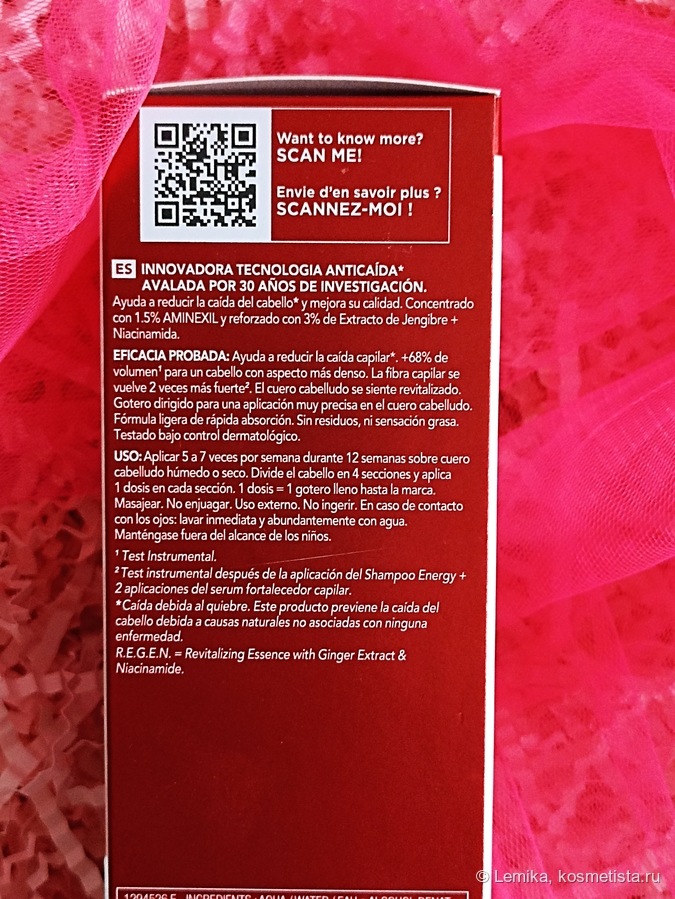 Want to know more?
SCAN ME!
Envie d'en savoir plus ?
SCANNEZ-MOI !
ES INNOVADORA TECNOLOGIA ANTICAÍDA*
AVALADA POR 30 AÑOS DE INVESTIGACIÓN.
Ayuda a reducir la caída del cabello* y mejora su calidad. Concentrado
con 1.5% AMINEXIL y reforzado con 3% de Extracto de Jengibre +
Niacinamida.
EFICACIA PROBADA: Ayuda a reducir la caída capilar*. +68% de
volumen¹ para un cabello con aspecto más denso. La fibra capilar se
vuelve 2 veces más fuerte². El cuero cabelludo se siente revitalizado.
Gotero dirigido para una aplicación muy precisa en el cuero cabelludo.
Fórmula ligera de rápida absorción. Sin residuos, ni sensación grasa.
Testado bajo control dermatológico.
USO: Aplicar 5 a 7 veces por semana durante 12 semanas sobre cuero
cabelludo húmedo o seco. Divide el cabello en 4 secciones y aplica
1 dosis en cada sección. 1 dosis = 1 gotero lleno hasta la marca.
Masajear. No enjuagar. Uso externo. No ingerir. En caso de contacto
con los ojos: lavar inmediata y abundantemente con agua.
Manténgase fuera del alcance de los niños.
¹ Test Instrumental.
² Test instrumental después de la aplicación del Shampoo Energy +
2 aplicaciones del serum fortalecedor capilar.
*Caída debida al quiebre. Este producto previene la caída del
cabello debida a causas naturales no asociadas con ninguna
enfermedad.
R.E.G.E.N. = Revitalizing Essence with Ginger Extract &
Niacinamide.
1294526 F - INGREDIENTS : AQUA / WATER / EAU • ALCOHOL DENAT.
© Lemika, kosmetista.ru